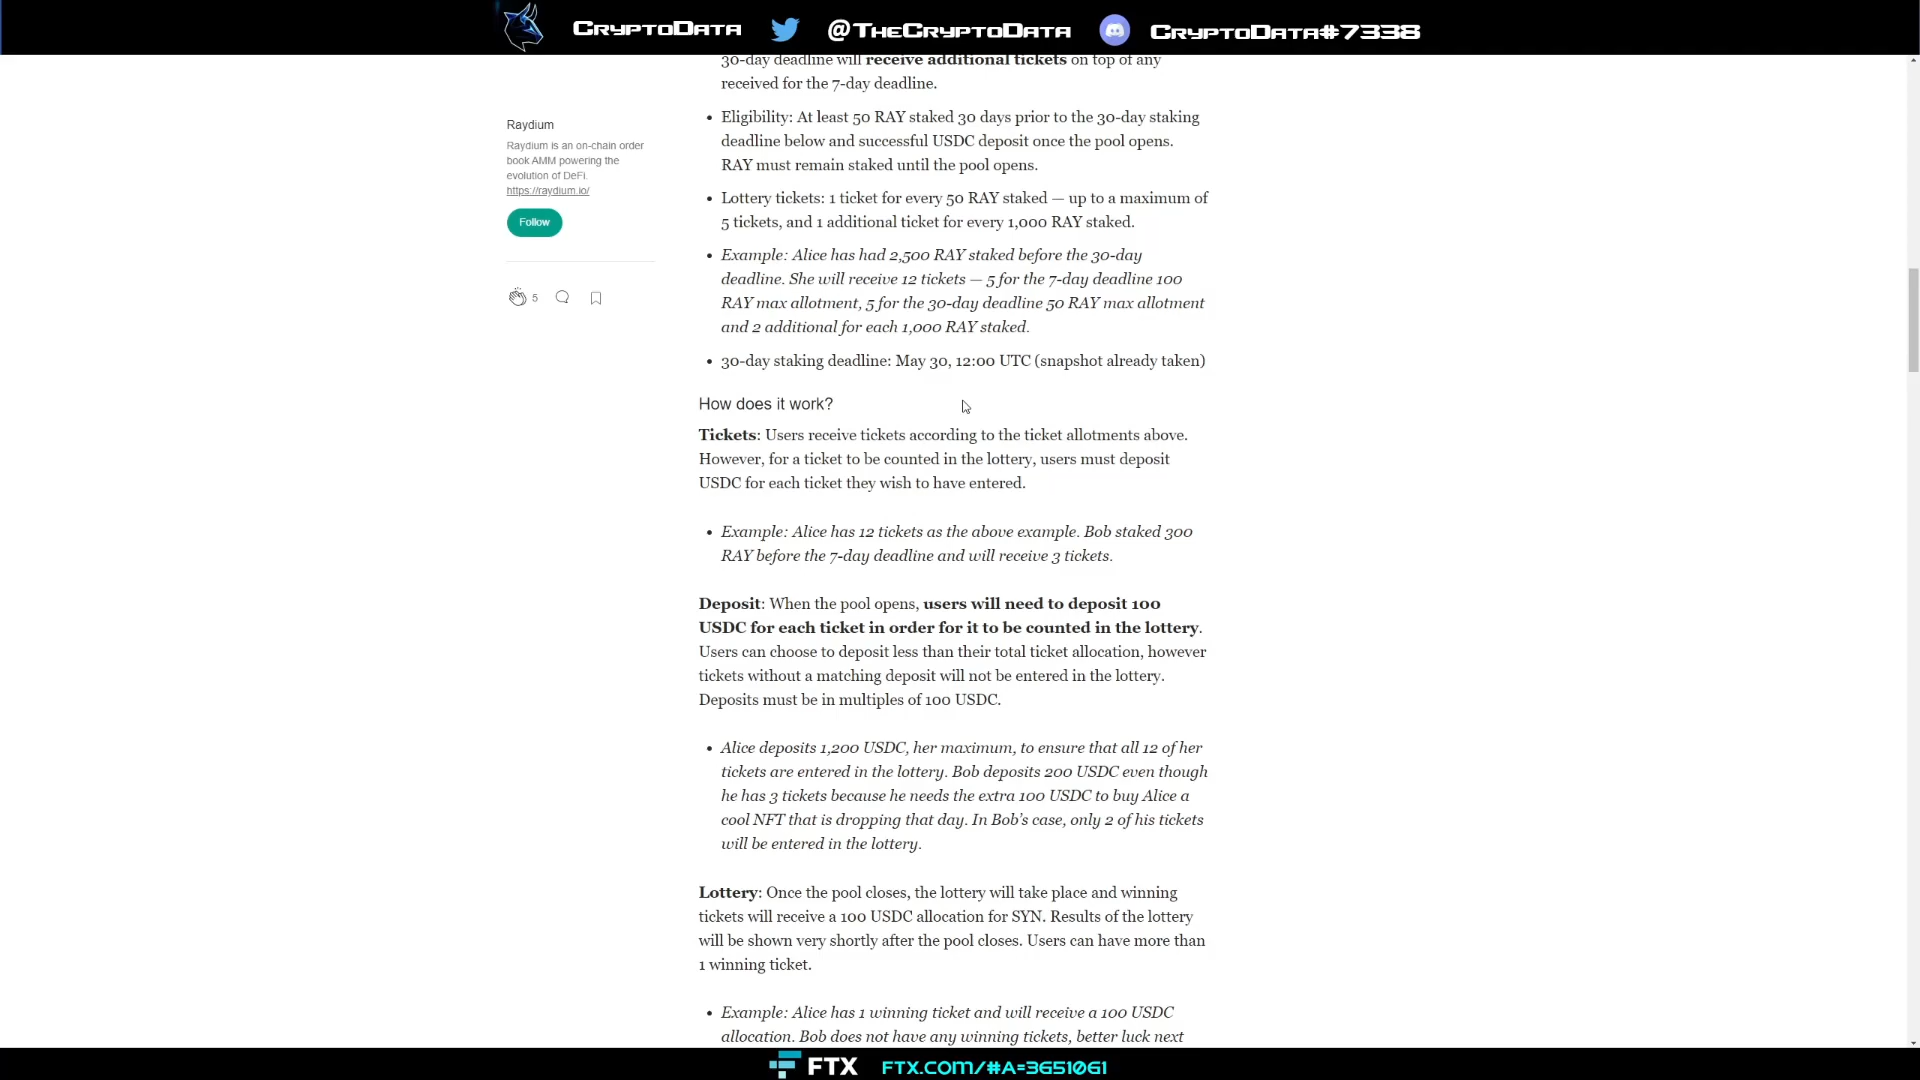 CryptoData @TheCryptoData CryptoData#7338
30-day deadline will receive additional tickets on top of any
received for the 7-day deadline.
Raydium
Raydium is an on-chain order
book AMM powering the
evolution of DeFi.
https://raydium.io/
Follow
5
• Eligibility: At least 50 RAY staked 30 days prior to the 30-day staking
deadline below and successful USDC deposit once the pool opens.
RAY must remain staked until the pool opens.
• Lottery tickets: 1 ticket for every 50 RAY staked — up to a maximum of
5 tickets, and 1 additional ticket for every 1,000 RAY staked.
• Example: Alice has had 2,500 RAY staked before the 30-day
deadline. She will receive 12 tickets — 5 for the 7-day deadline 100
RAY max allotment, 5 for the 30-day deadline 50 RAY max allotment
and 2 additional for each 1,000 RAY staked.
• 30-day staking deadline: May 30, 12:00 UTC (snapshot already taken)
How does it work?
Tickets: Users receive tickets according to the ticket allotments above.
However, for a ticket to be counted in the lottery, users must deposit
USDC for each ticket they wish to have entered.
• Example: Alice has 12 tickets as the above example. Bob staked 300
RAY before the 7-day deadline and will receive 3 tickets.
Deposit: When the pool opens, users will need to deposit 100
USDC for each ticket in order for it to be counted in the lottery.
Users can choose to deposit less than their total ticket allocation, however
tickets without a matching deposit will not be entered in the lottery.
Deposits must be in multiples of 100 USDC.
• Alice deposits 1,200 USDC, her maximum, to ensure that all 12 of her
tickets are entered in the lottery. Bob deposits 200 USDC even though
he has 3 tickets because he needs the extra 100 USDC to buy Alice a
cool NFT that is dropping that day. In Bob's case, only 2 of his tickets
will be entered in the lottery.
Lottery: Once the pool closes, the lottery will take place and winning
tickets will receive a 100 USDC allocation for SYN. Results of the lottery
will be shown very shortly after the pool closes. Users can have more than
1 winning ticket.
• Example: Alice has 1 winning ticket and will receive a 100 USDC
allocation. Bob does not have any winning tickets, better luck next
FTX FTX.COM/#A=3651061